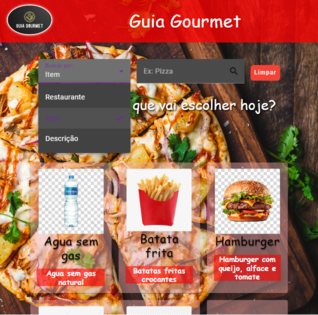 GUIA GOURMET
Guia Gourmet
Item
Ex: Pizza
Limpar
Restaurante
Descrição
que vai escolher hoje?
Agua sem
gas
Agua sem gas
natural
Batata
frita
Batatas fritas
crocantes
Hamburger
Hamburger com
queijo, alface e
tomate